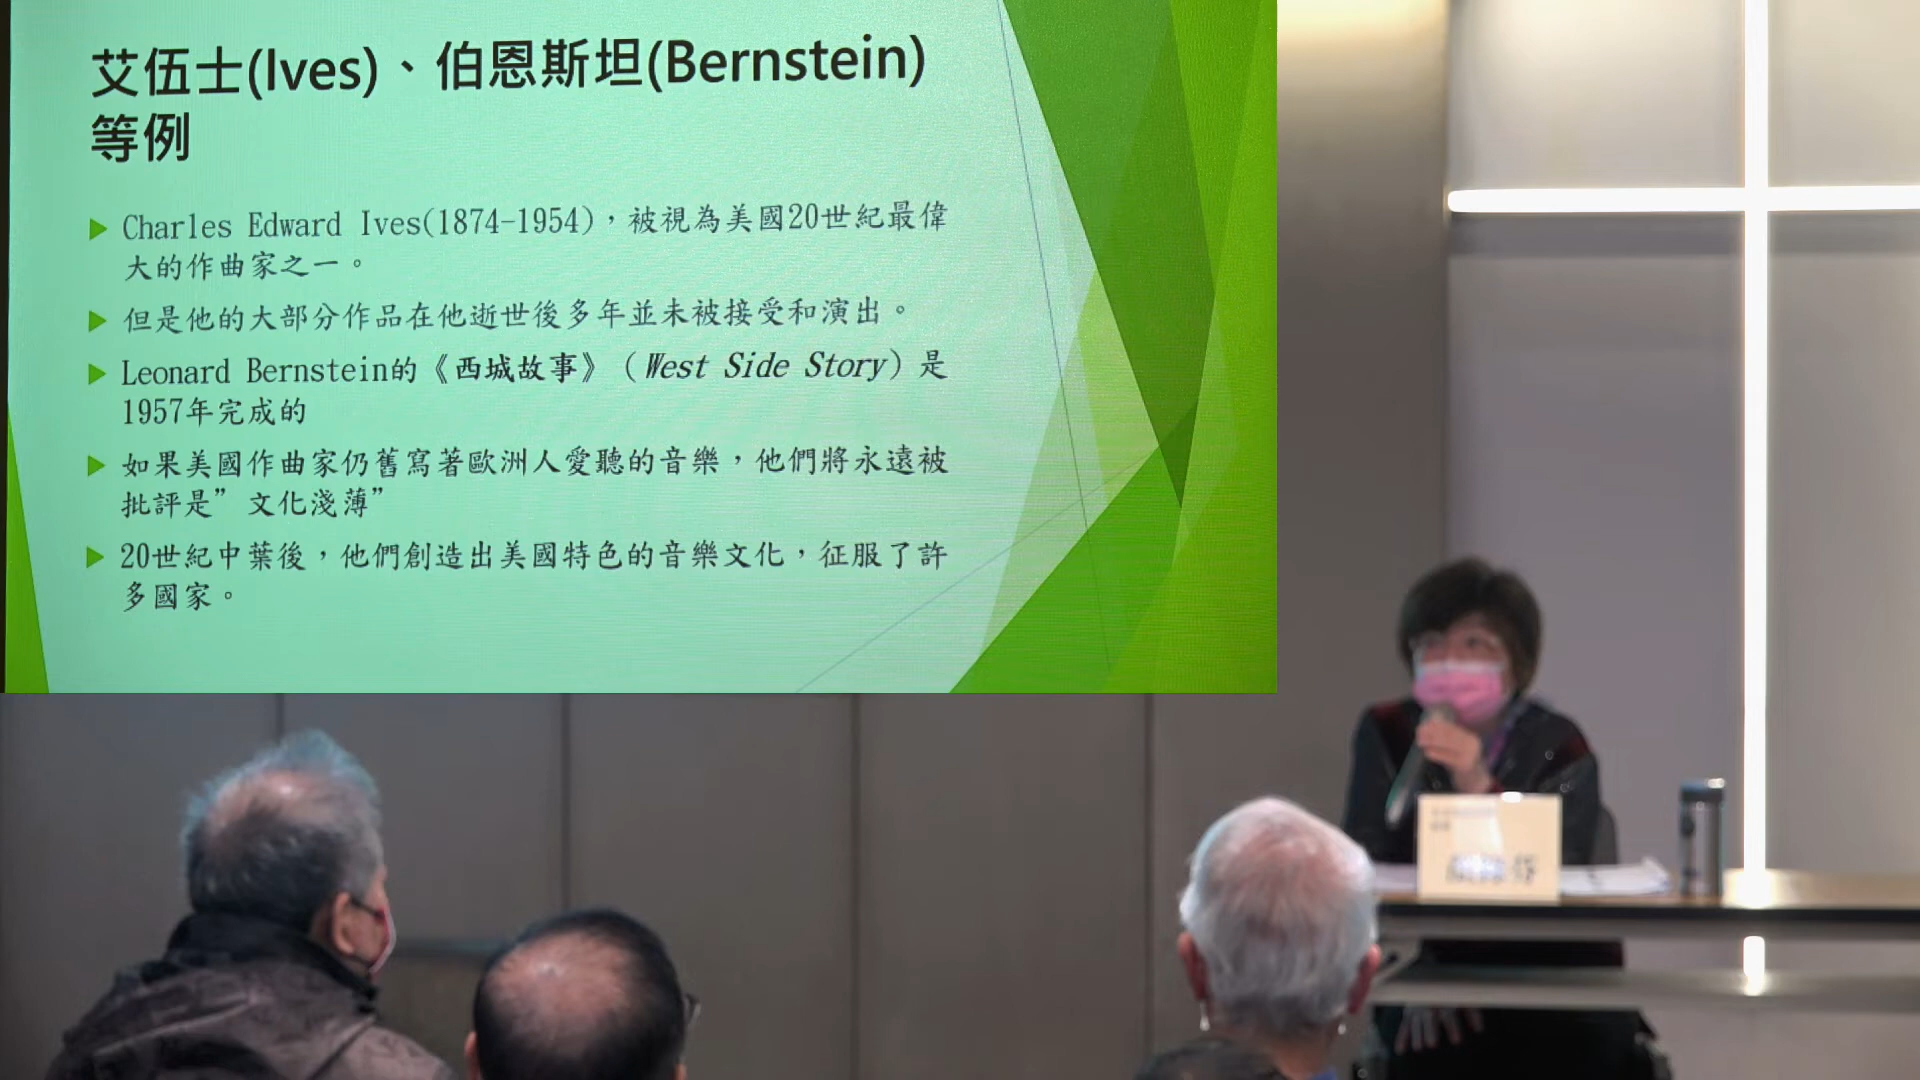 艾伍士(Ives)、伯恩斯坦(Bernstein)
等例
Charles Edward Ives(1874-1954)，被視為美國20世紀最偉
大的作曲家之一。
但是他的大部分作品在他逝世後多年並未被接受和演出。
Leonard Bernstein的《西城故事》（West Side Story）是
1957年完成的
如果美國作曲家仍舊寫著歐洲人愛聽的音樂，他們將永遠被
批評是”文化淺薄”
20世紀中葉後，他們創造出美國特色的音樂文化，征服了許
多國家。